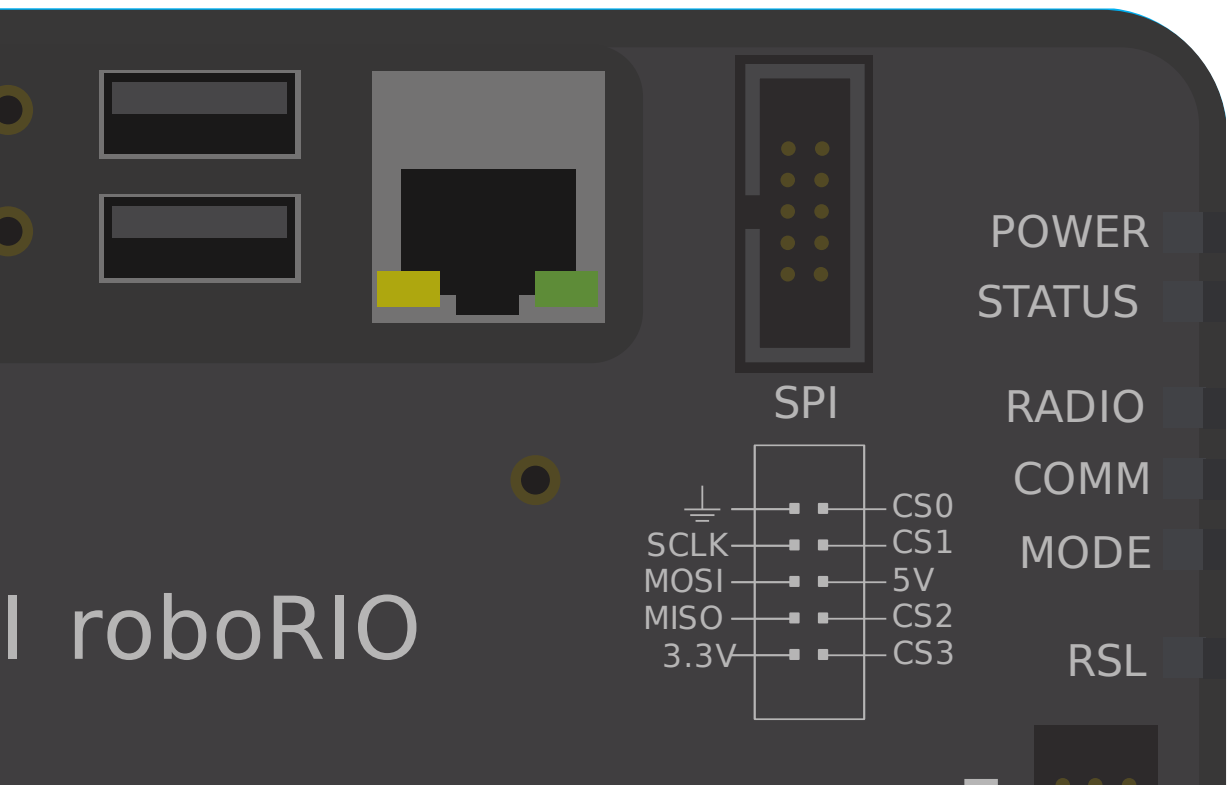 POWER
STATUS
SPI
RADIO
COMM
MODE
RSL
CS0
SCLK CS1
MOSI 5V
MISO CS2
3.3V CS3
I roboRIO